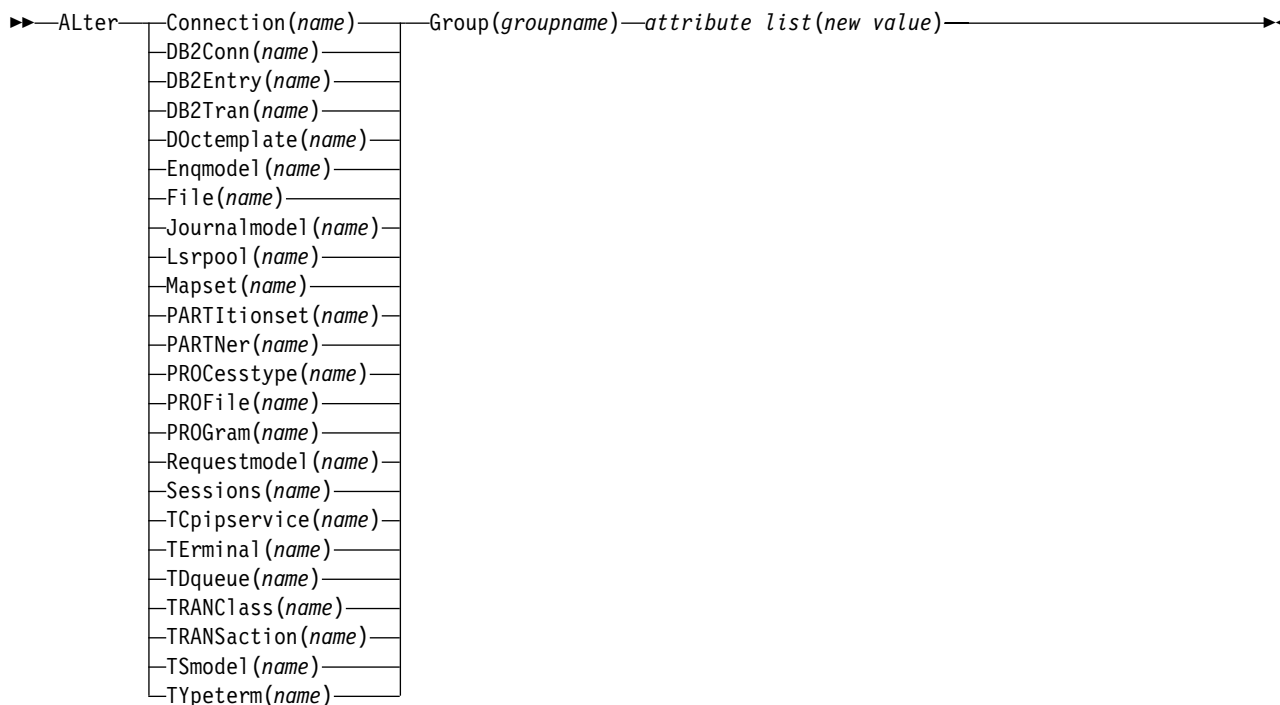 ALter Connection(name) Group(groupname) attribute list(new value)
DB2Conn(name)
DB2Entry(name)
DB2Tran(name)
DOctemplate(name)
Enqmodel(name)
File(name)
Journalmodel(name)
Lsrpool(name)
Mapset(name)
PARTItionset(name)
PARTNer(name)
PROCesstype(name)
PROFile(name)
PROGram(name)
Requestmodel(name)
Sessions(name)
TCpipservice(name)
TErminal(name)
TDqueue(name)
TRANClass(name)
TRANSaction(name)
TSmodel(name)
TYpeterm(name)